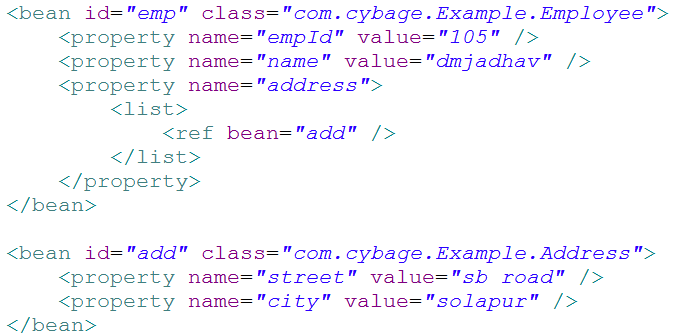 <bean id="emp" class="com.cybage.Example.Employee">
    <property name="empId" value="105" />
    <property name="name" value="dmjadhav" />
    <property name="address">
        <list>
            <ref bean="add" />
        </list>
    </property>
</bean>

<bean id="add" class="com.cybage.Example.Address">
    <property name="street" value="sb road" />
    <property name="city" value="solapur" />
</bean>